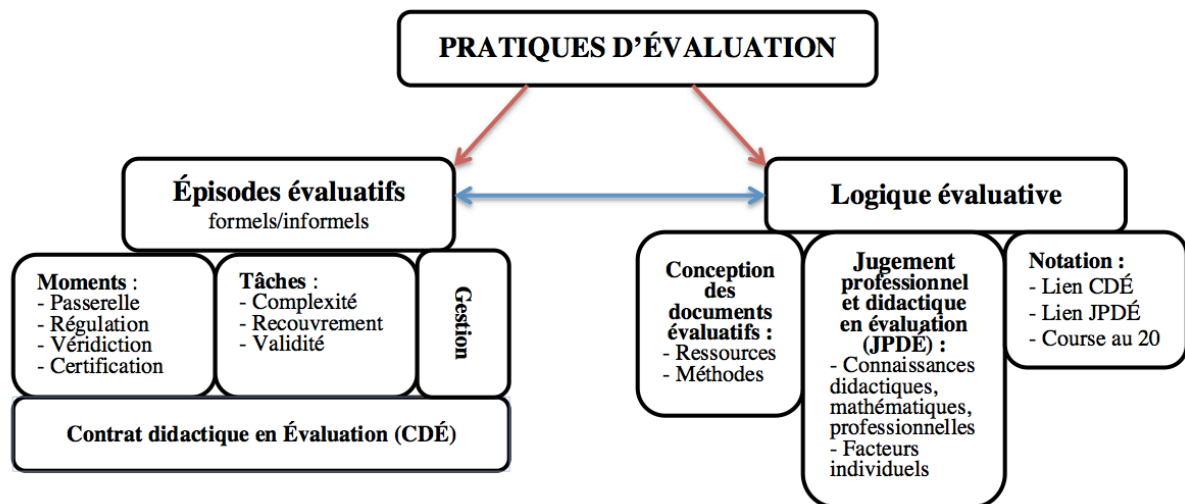 PRATIQUES D'ÉVALUATION
Épisodes évaluatifs
formels/informels
Moments :
- Passerelle
- Régulation
- Véridiction
- Certification
Tâches :
- Complexité
- Recouvrement
- Validité
Gestion
Contrat didactique en Évaluation (CDÉ)
Logique évaluative
Conception
des
documents
évaluatifs :
- Ressources
- Méthodes
Jugement
professionnel
et didactique
en évaluation
(JPDÉ) :
- Connaissances
didactiques,
mathématiques,
professionnelles
- Facteurs
individuels
Notation :
- Lien CDÉ
- Lien JPDÉ
- Course au 20